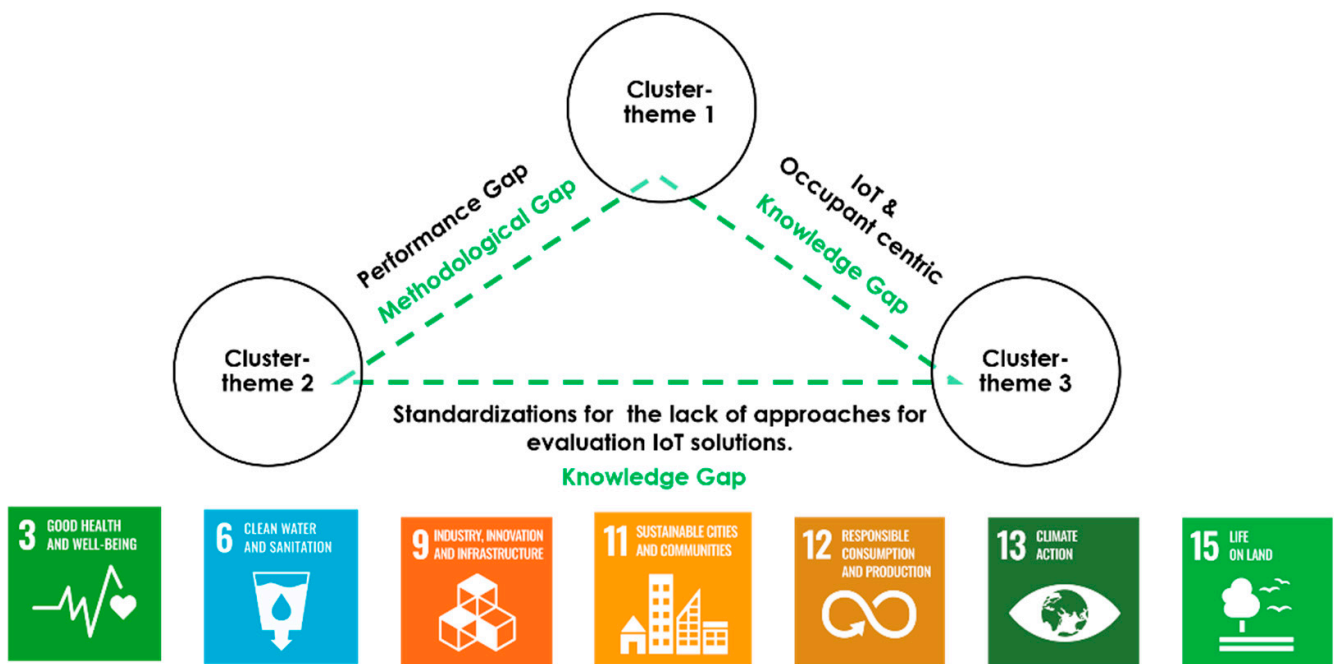 Cluster-
theme 1
Performance Gap
Methodological Gap
IoT &
Occupant centric
Knowledge Gap
Cluster-
theme 2
Cluster-
theme 3
Standardizations for the lack of approaches for
evaluation IoT solutions.
Knowledge Gap
3 GOOD HEALTH
AND WELL-BEING
6 CLEAN WATER
AND SANITATION
9 INDUSTRY, INNOVATION
AND INFRASTRUCTURE
11 SUSTAINABLE CITIES
AND COMMUNITIES
12 RESPONSIBLE
CONSUMPTION
AND PRODUCTION
13 CLIMATE
ACTION
15 LIFE
ON LAND